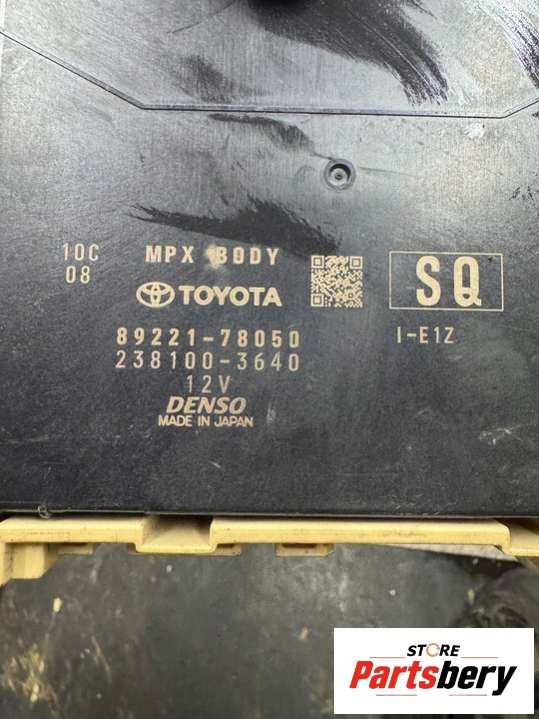 10C
08
MPX BODY
TOYOTA
89221-78050
238100-3640
12V
DENSO
MADE IN JAPAN
SQ
I-E1Z
STORE
Partsbery